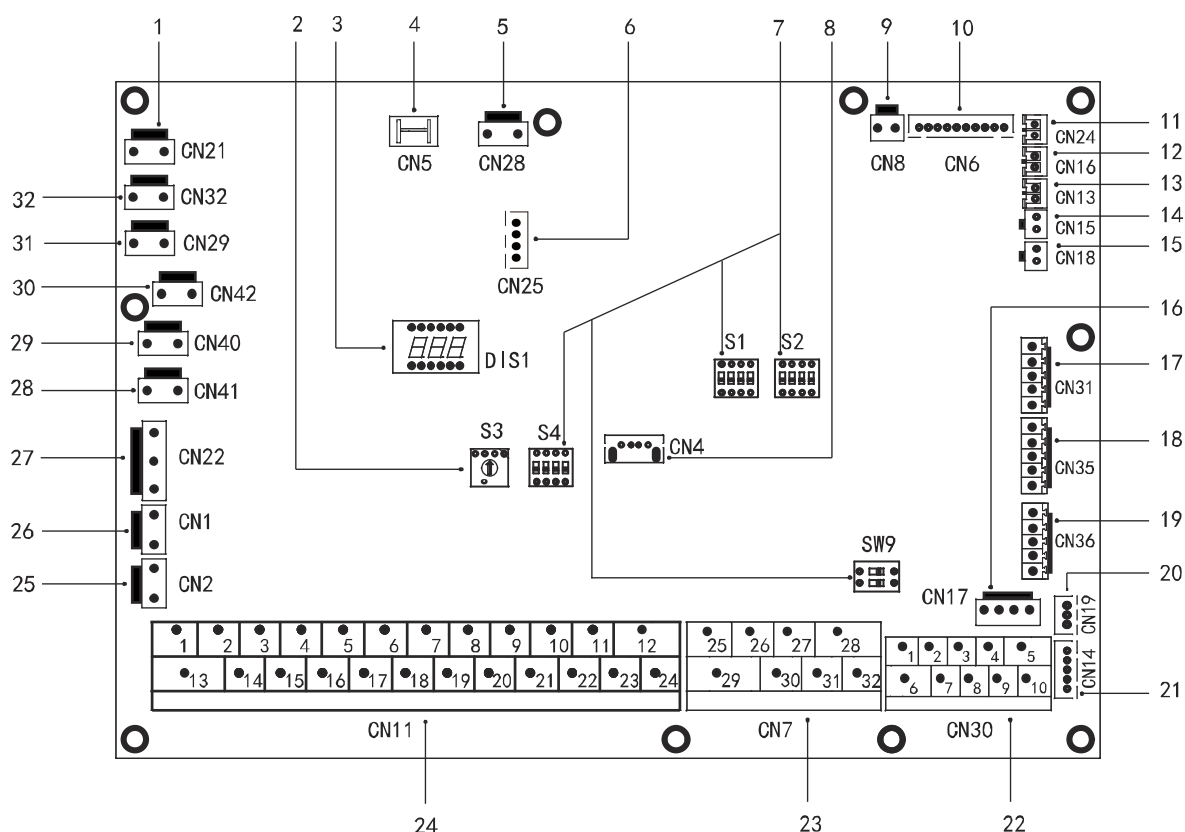 1 2 3 4 5 6 7 8 9 10
11
CN21 CN5 CN28 CN8 CN6 CN24
12
CN16
32 CN32 13
CN13
14
CN15
31 CN29 15
CN18
CN25
30 CN42
16
29 CN40 3 888 DIS1 S1 S2
17
28 CN41 CN31
S3 S4 CN4 18
27 CN22 CN35
19
26 CN1 CN36
SW9
20
25 CN2 CN17 CN19
1 2 3 4 5 6 7 8 9 10 11 12 25 26 27 28 1 2 3 4 5
13 14 15 16 17 18 19 20 21 22 23 24 29 30 31 32 6 7 8 9 10 CN14
21
CN11 CN7 CN30
24 23 22